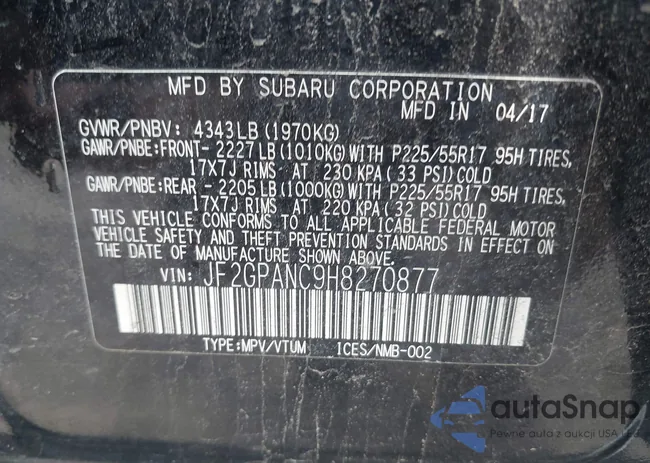 MFD BY SUBARU CORPORATION
MFD IN 04/17
GVWR/PNBV: 4343LB(1970KG)
GAWR/PNBE:FRONT- 2227LB(1010KG)WITH P225/55R17 95H TIRES,
17X7J RIMS AT 230 KPA(33 PSI)COLD
GAWR/PNBE:REAR - 2205LB(1000KG)WITH P225/55R17 95H TIRES,
17X7J RIMS AT 220 KPA(32 PSI)COLD
THIS VEHICLE CONFORMS TO ALL APPLICABLE FEDERAL MOTOR
VEHICLE SAFETY AND THEFT PREVENTION STANDARDS IN EFFECT ON
THE DATE OF MANUFACTURE SHOWN ABOVE.
VIN: JF2GPANC9H8270877
TYPE:MPV/VTUM ICES/NMB-002
autoSnap
Pewne auta z aukcji USA